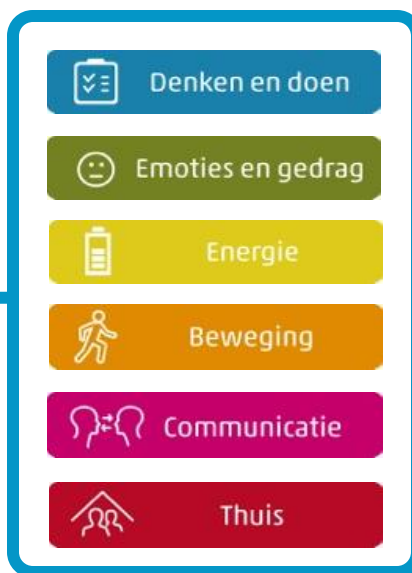 Denken en doen
Emoties en gedrag
Energie
Beweging
Communicatie
Thuis